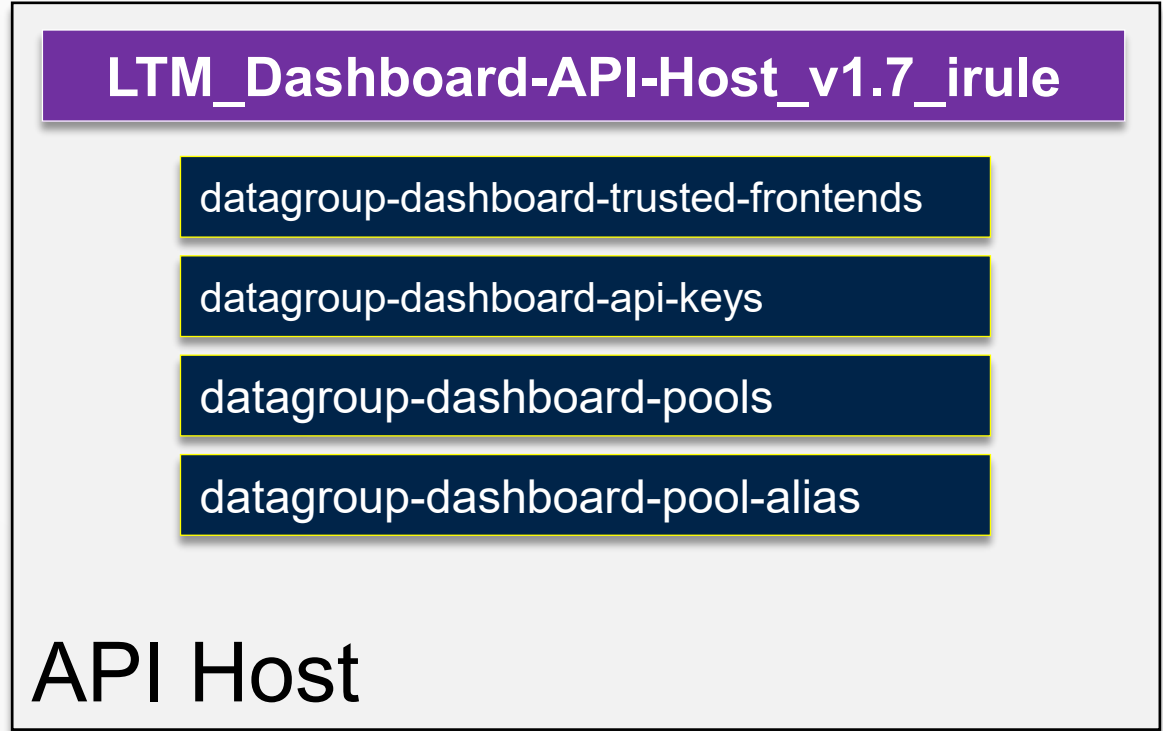 LTM_Dashboard-API-Host_v1.7_irule
datagroup-dashboard-trusted-frontends
datagroup-dashboard-api-keys
datagroup-dashboard-pools
datagroup-dashboard-pool-alias
API Host